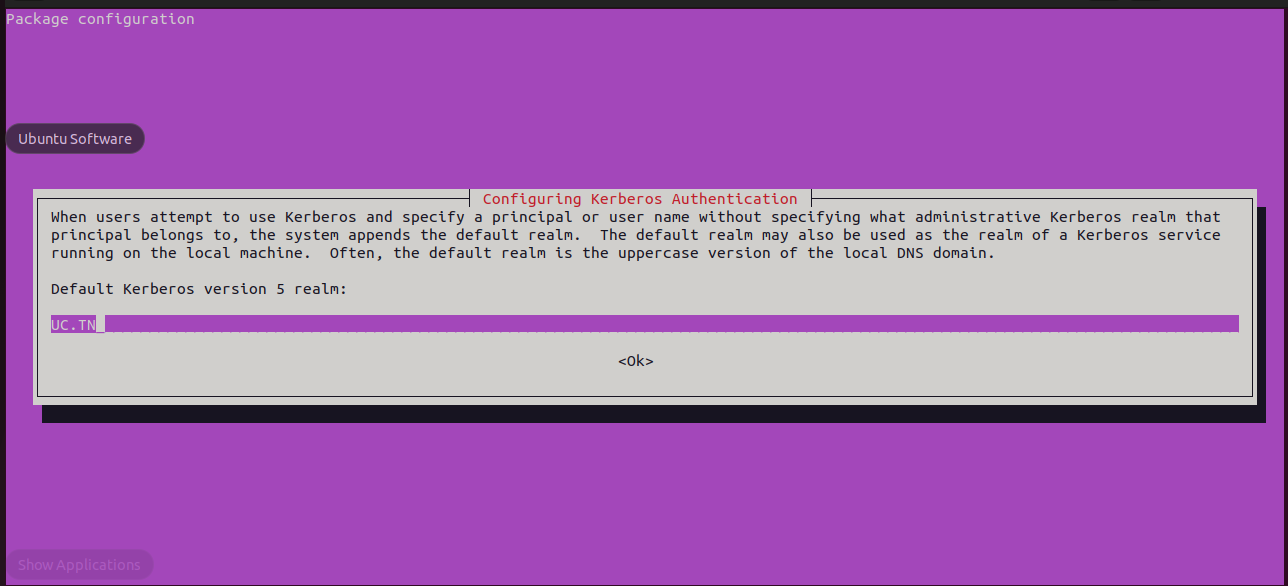 Package configuration
Ubuntu Software
Configuring Kerberos Authentication
When users attempt to use Kerberos and specify a principal or user name without specifying what administrative Kerberos realm that
principal belongs to, the system appends the default realm.  The default realm may also be used as the realm of a Kerberos service
running on the local machine.  Often, the default realm is the uppercase version of the local DNS domain.
Default Kerberos version 5 realm:
UC.TN
<Ok>
Show Applications